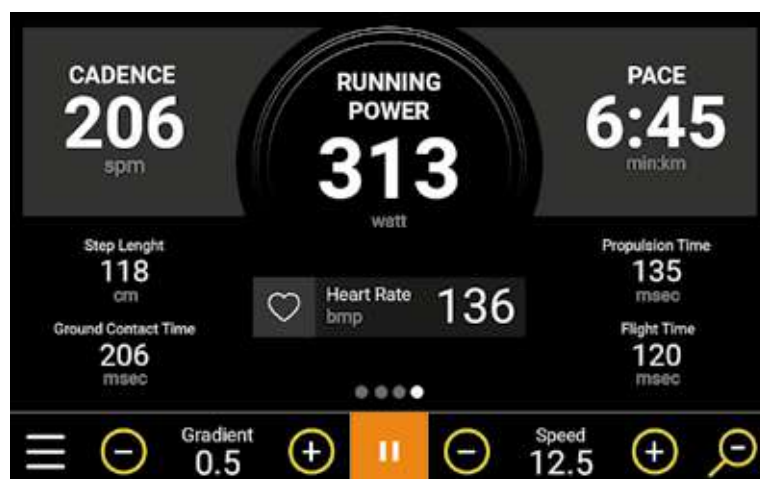 CADENCE
206
spm
RUNNING
POWER
313
watt
PACE
6:45
min:km
Step Lenght
118
cm
Ground Contact Time
206
msec
Heart Rate
bmp
136
Propulsion Time
135
msec
Flight Time
120
msec
Gradient
0.5
Speed
12.5